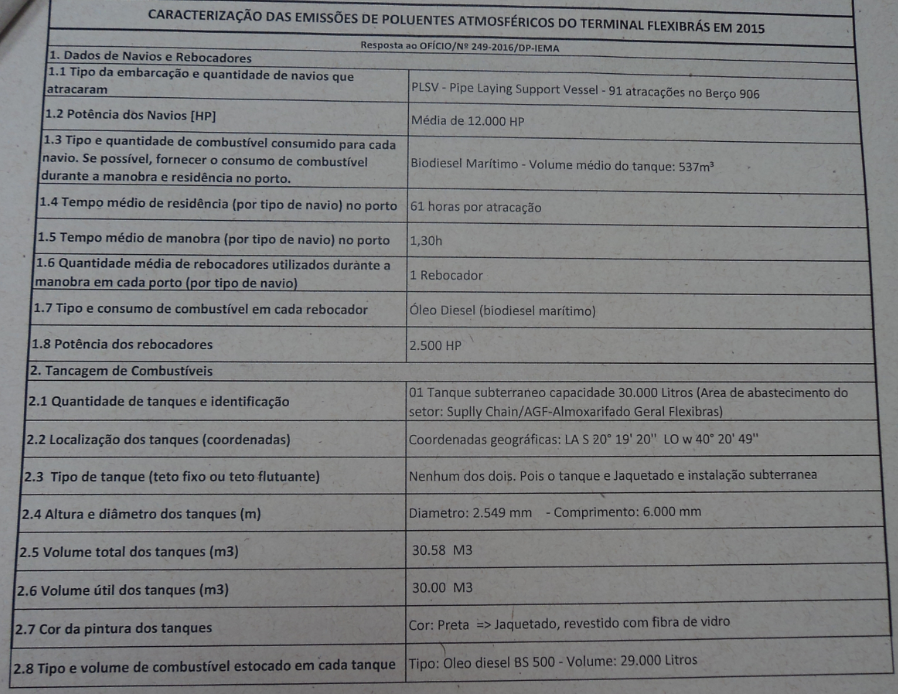 CARACTERIZAÇÃO DAS EMISSÕES DE POLUENTES ATMOSFÉRICOS DO TERMINAL FLEXIBRÁS EM 2015
Resposta ao OFÍCIO/Nº 249-2016/DP-IEMA
1. Dados de Navios e Rebocadores
1.1 Tipo da embarcação e quantidade de navios que
atracaram
PLSV - Pipe Laying Support Vessel - 91 atracações no Berço 906
1.2 Potência dos Navios [HP]
Média de 12.000 HP
1.3 Tipo e quantidade de combustível consumido para cada
navio. Se possível, fornecer o consumo de combustível
durante a manobra e residência no porto.
Biodiesel Marítimo - Volume médio do tanque: 537m³
1.4 Tempo médio de residência (por tipo de navio) no porto
61 horas por atracação
1.5 Tempo médio de manobra (por tipo de navio) no porto
1,30h
1.6 Quantidade média de rebocadores utilizados durante a
manobra em cada porto (por tipo de navio)
1 Rebocador
1.7 Tipo e consumo de combustível em cada rebocador
Óleo Diesel (biodiesel marítimo)
1.8 Potência dos rebocadores
2.500 HP
2. Tancagem de Combustíveis
2.1 Quantidade de tanques e identificação
01 Tanque subterraneo capacidade 30.000 Litros (Area de abastecimento do
setor: Suplly Chain/AGF-Almoxarifado Geral Flexibras)
2.2 Localização dos tanques (coordenadas)
Coordenadas geográficas: LA S 20° 19' 20" LO w 40° 20' 49"
2.3 Tipo de tanque (teto fixo ou teto flutuante)
Nenhum dos dois. Pois o tanque e Jaquetado e instalação subterranea
2.4 Altura e diâmetro dos tanques (m)
Diametro: 2.549 mm - Comprimento: 6.000 mm
2.5 Volume total dos tanques (m3)
30.58 M3
2.6 Volume útil dos tanques (m3)
30.00 M3
2.7 Cor da pintura dos tanques
Cor: Preta => Jaquetado, revestido com fibra de vidro
2.8 Tipo e volume de combustível estocado em cada tanque
Tipo: Oleo diesel BS 500 - Volume: 29.000 Litros